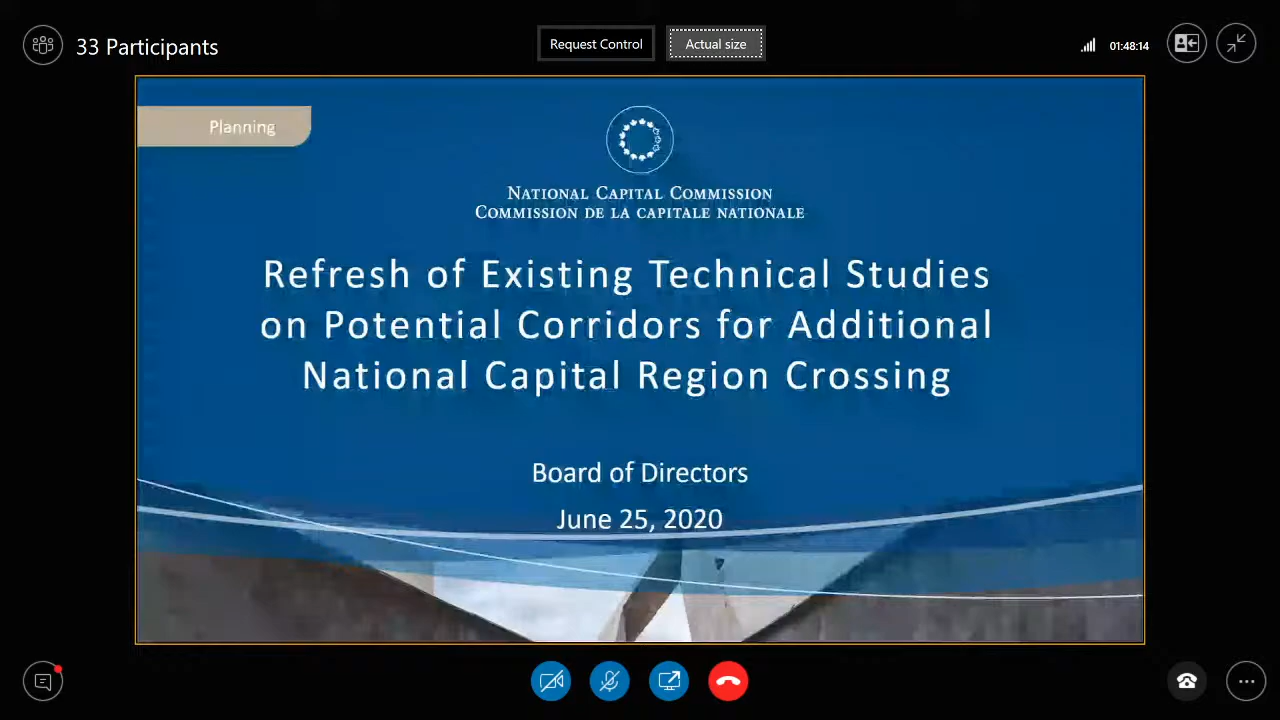 33 Participants
Request Control
Actual size
01:48:14
Planning
National Capital Commission
Commission de la capitale nationale
Refresh of Existing Technical Studies
on Potential Corridors for Additional
National Capital Region Crossing
Board of Directors
June 25, 2020